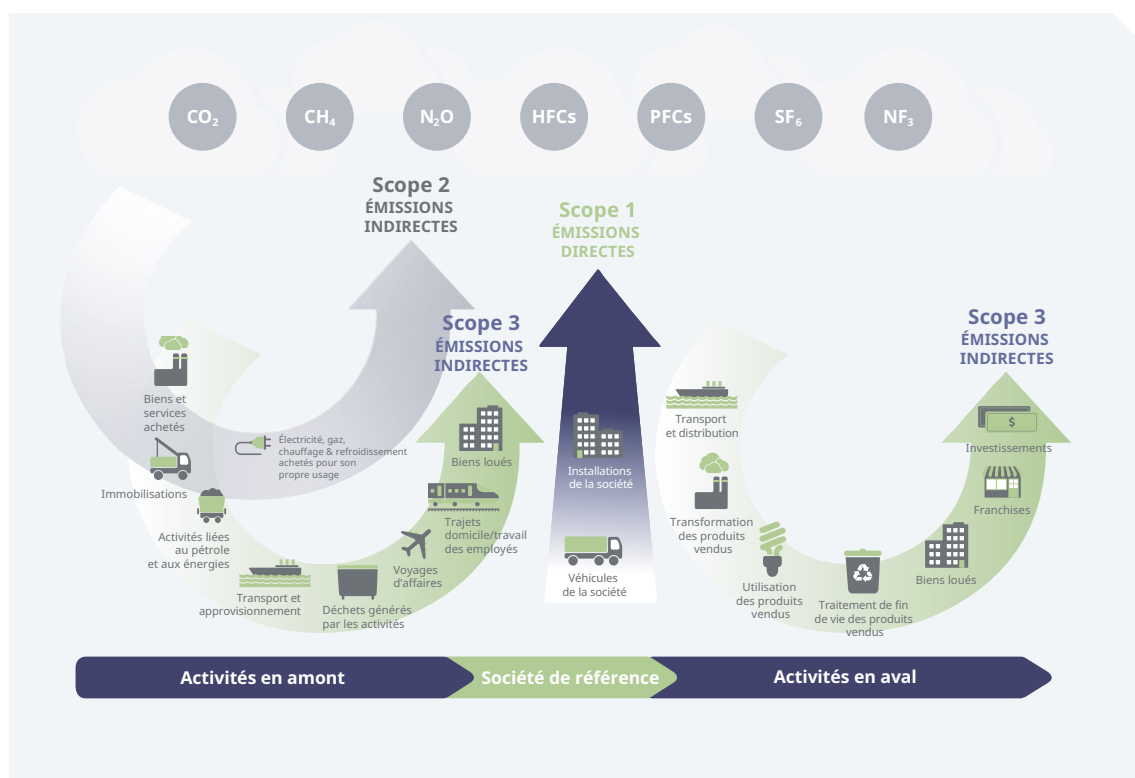 CO₂
CH₄
N₂O
HFCs
PFCs
SF₆
NF₃
Scope 2
ÉMISSIONS
INDIRECTES
Scope 1
ÉMISSIONS
DIRECTES
Scope 3
ÉMISSIONS
INDIRECTES
Scope 3
ÉMISSIONS
INDIRECTES
Biens et
services
achetés
Immobilisations
Activités liées
au pétrole
et aux énergies
Transport et
approvisionnement
Déchets générés
par les activités
Voyages
d’affaires
Trajets
domicile/travail
des employés
Biens loués
Électricité, gaz,
chauffage & refroidissement
achetés pour son
propre usage
Installations
de la société
Véhicules
de la société
Transport
et distribution
Transformation
des produits
vendus
Utilisation
des produits
vendus
Traitement de fin
de vie des produits
vendus
Biens loués
Franchises
$
Investissements
Activités en amont
Société de référence
Activités en aval